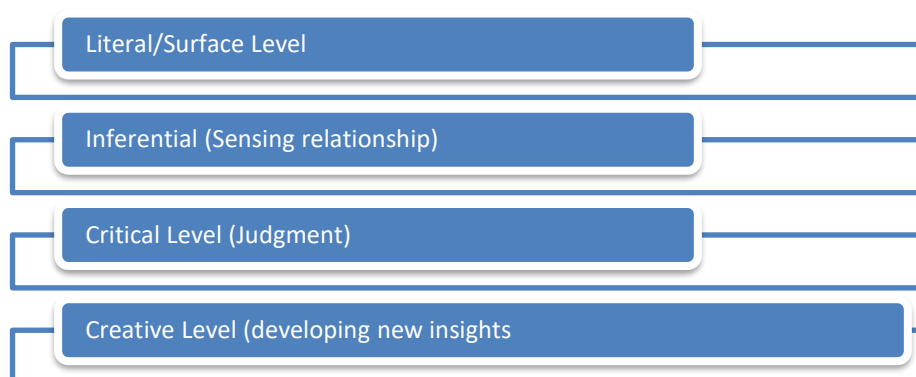 Literal/Surface Level
Inferential (Sensing relationship)
Critical Level (Judgment)
Creative Level (developing new insights